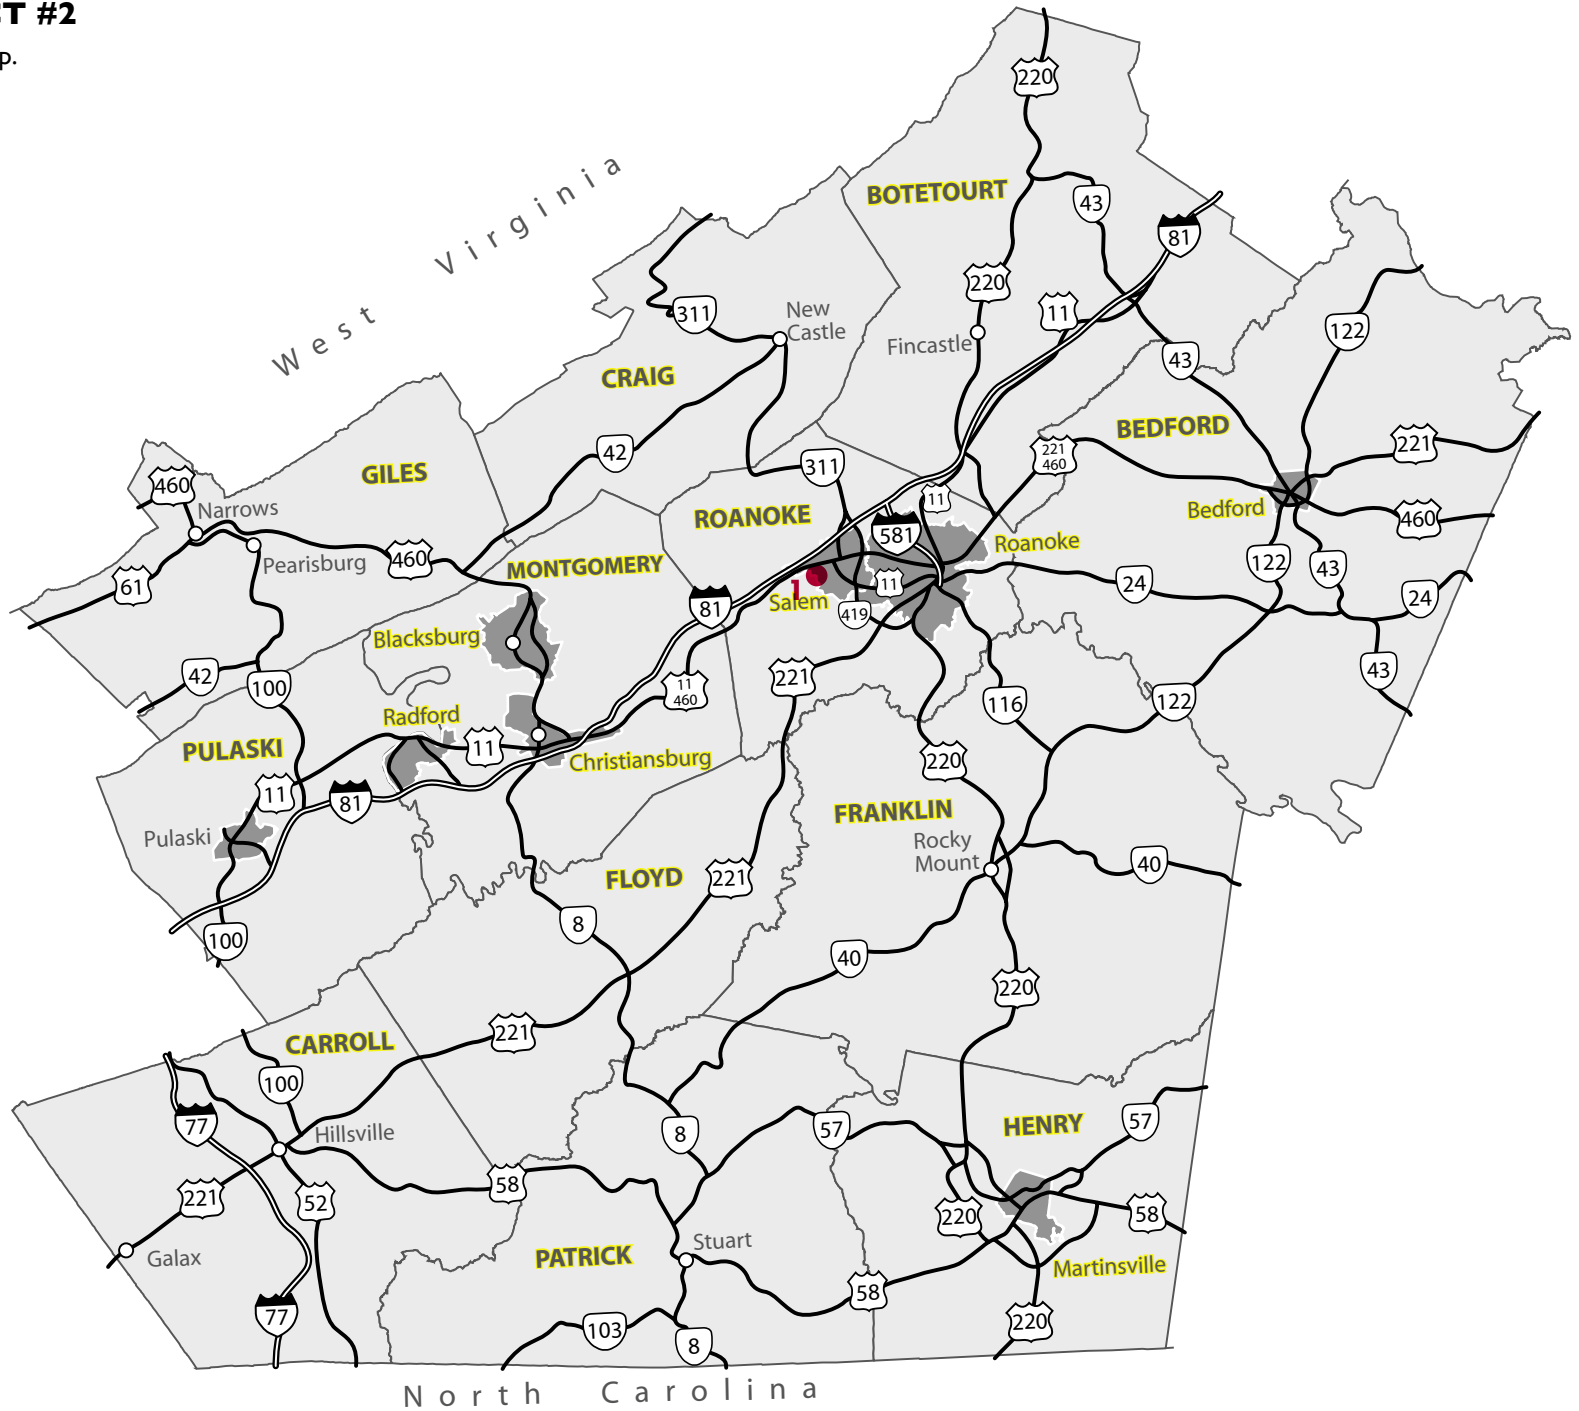 CT #2
p.
220
BOTETOURT
43
81
West Virginia
220
11
311
New
Castle
Fincastle
122
43
CRAIG
BEDFORD
42
221
460
221
GILES
311
460
Narrows
11
ROANOKE
Bedford
460
581
Roanoke
460
Pearisburg
MONTGOMERY
122
43
61
81
1
Salem
11
419
24
24
Blacksburg
42
100
11
460
221
43
116
122
Radford
PULASKI
11
Christiansburg
220
11
81
FRANKLIN
Pulaski
Rocky
Mount
40
FLOYD
221
8
100
40
220
221
CARROLL
100
77
Hillsville
8
57
HENRY
57
221
52
58
220
58
Galax
PATRICK
Stuart
Martinsville
58
77
103
8
220
North Carolina